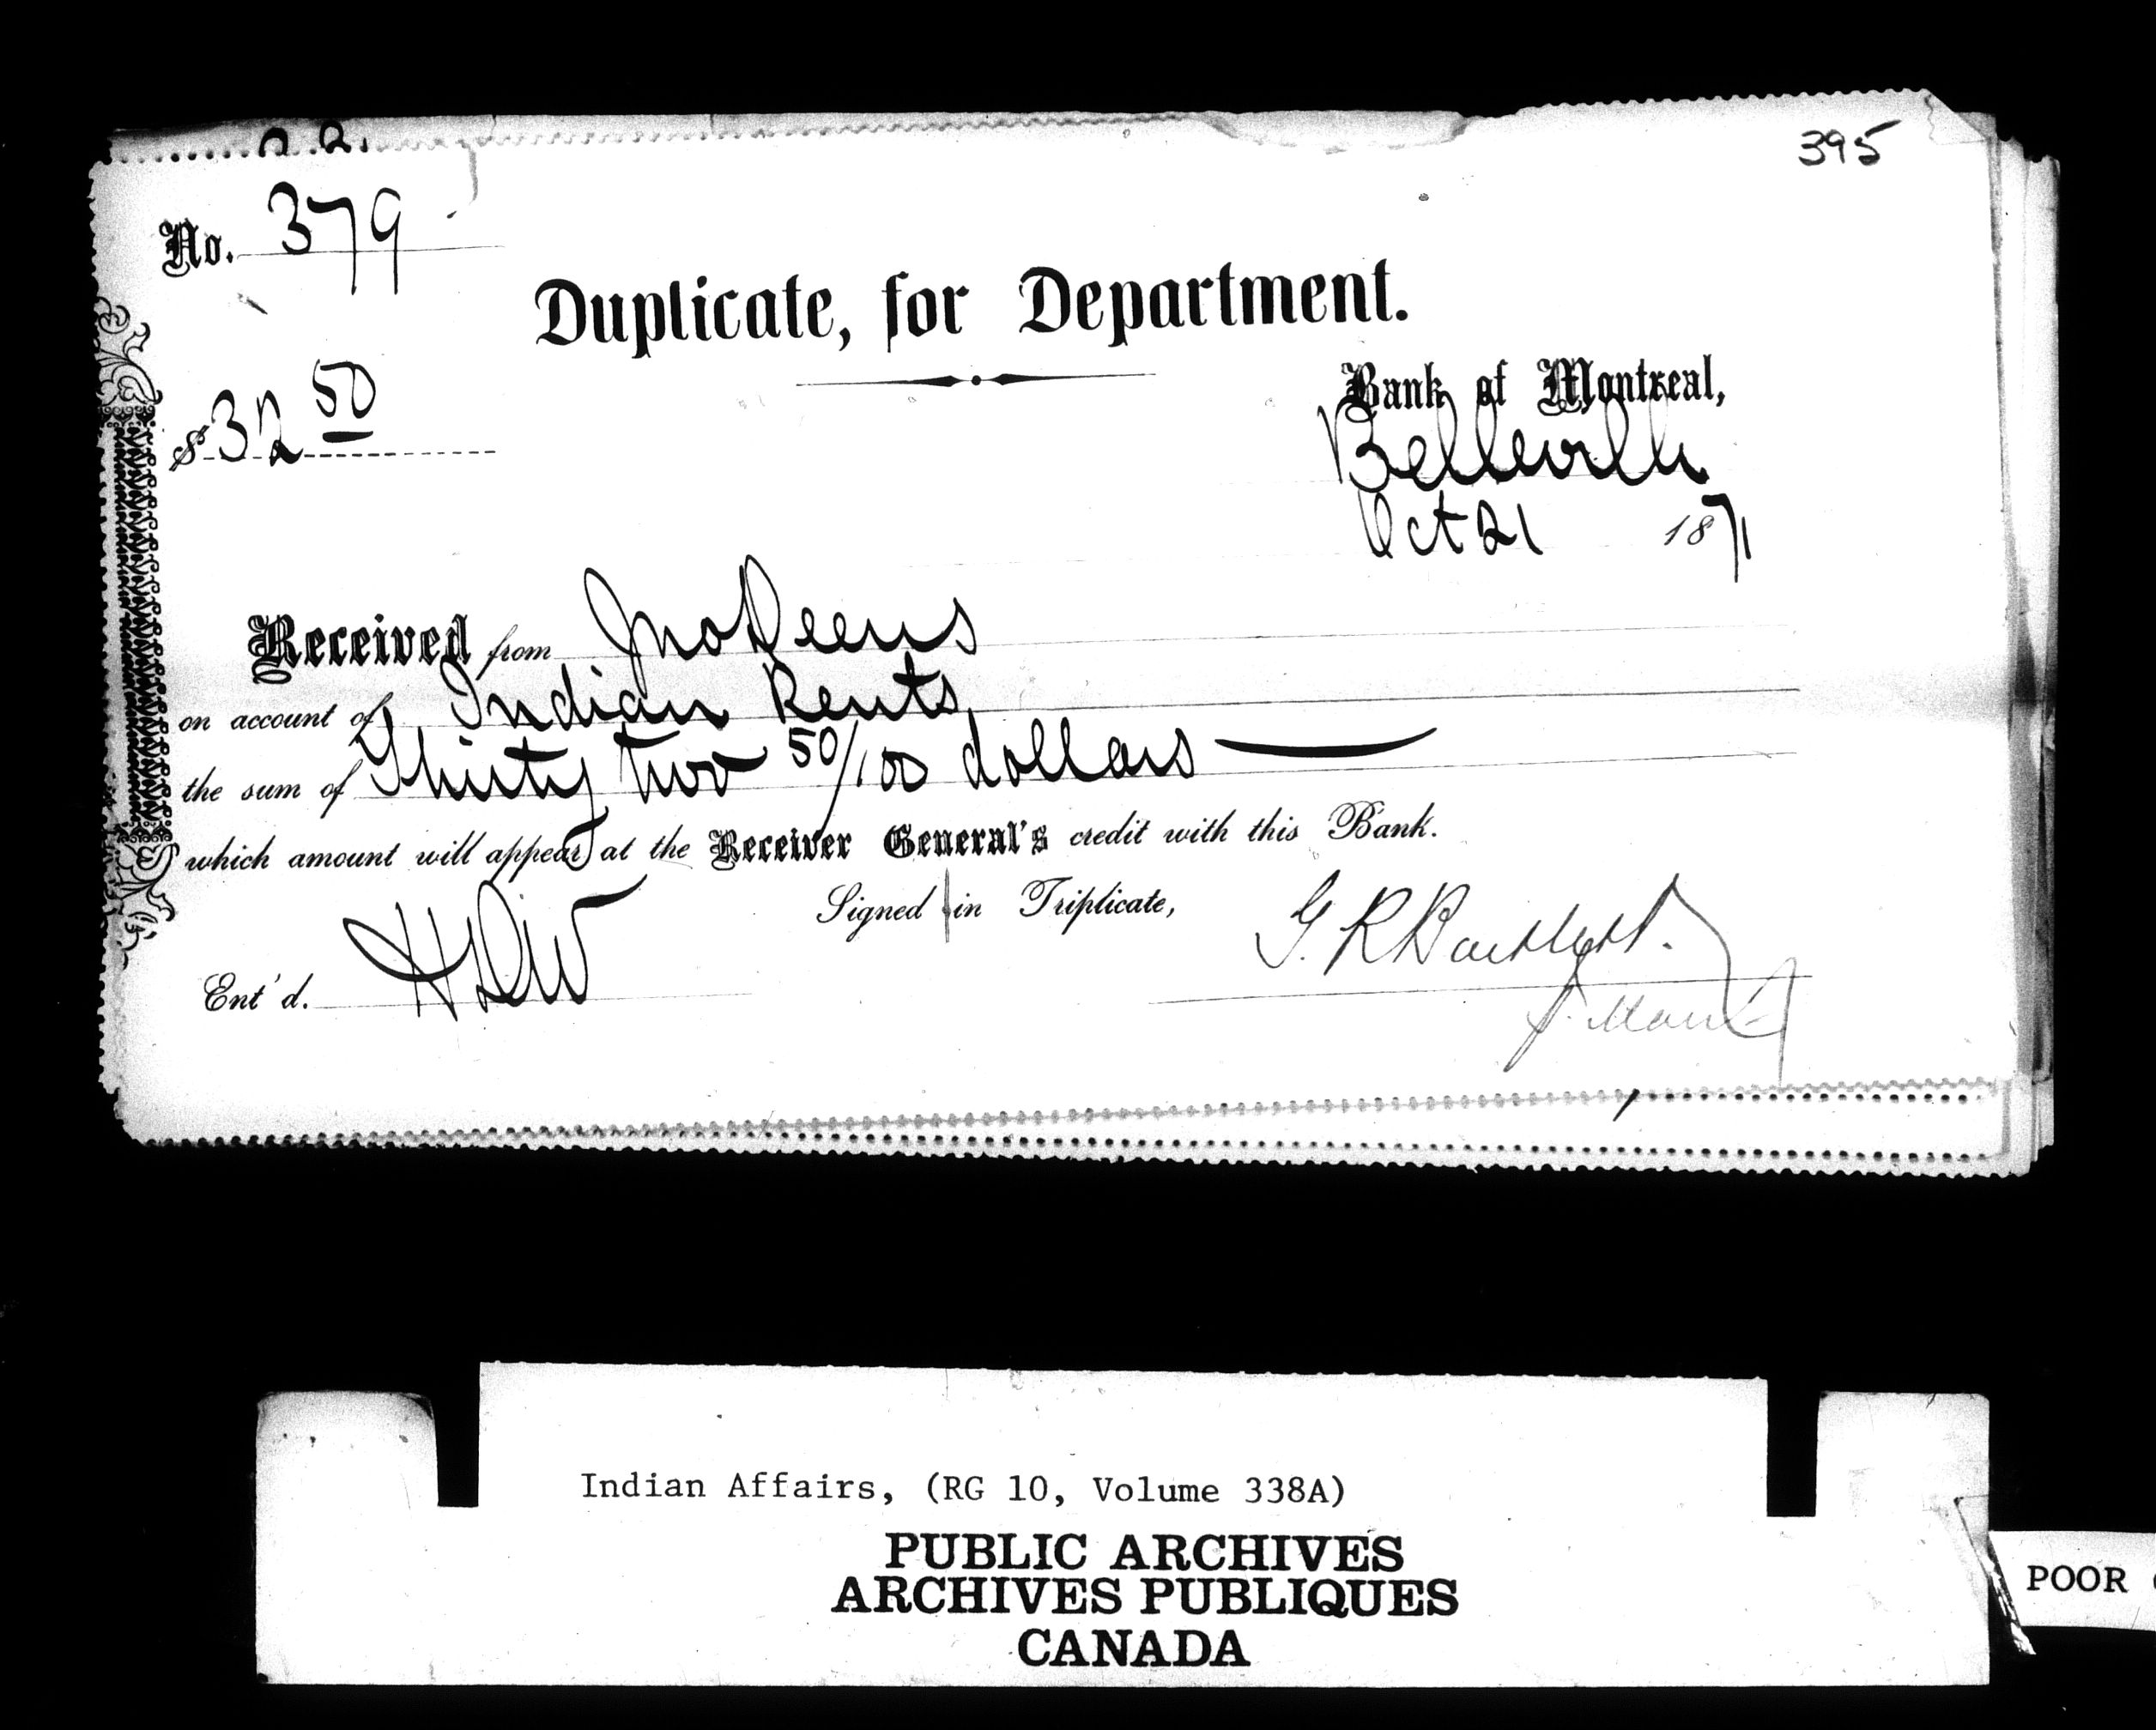 395
No. 379
Duplicate, for Department.
$32 50
Bank of Montreal,
Belleville
Oct 21 1871
Received from Jno Deens
on account of Indian Rents
the sum of Thirty two 50/100 dollars
which amount will appear at the Receiver General's credit with this Bank.
Signed in Triplicate,
G. R Bartlett.
Ent'd.
Indian Affairs, (RG 10, Volume 338A)
PUBLIC ARCHIVES
ARCHIVES PUBLIQUES
CANADA
POOR